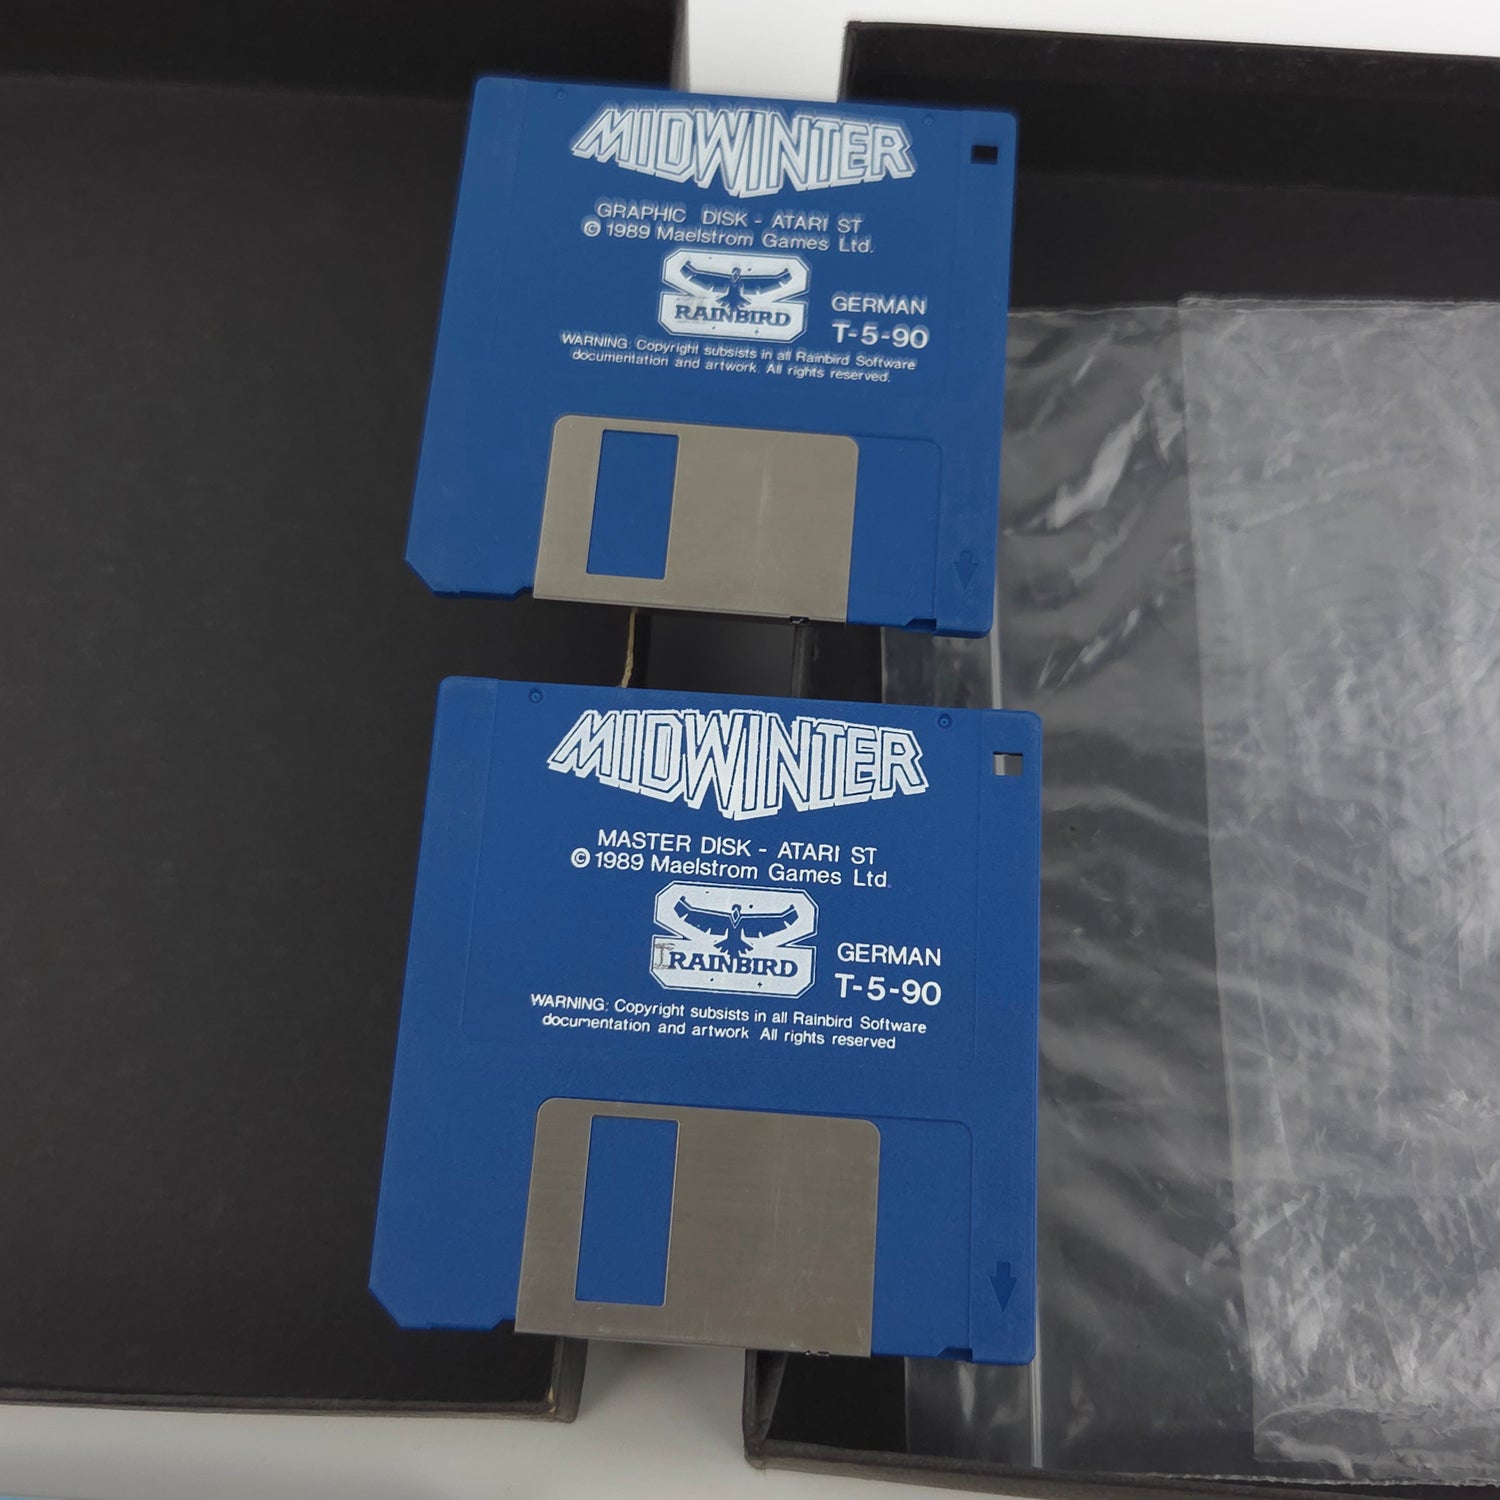 MIDWINTER
GRAPHIC DISK - ATARI ST
© 1989 Maelstrom Games Ltd.
RAINBIRD
GERMAN
T-5-90
WARNING: Copyright subsists in all Rainbird Software
documentation and artwork. All rights reserved.
MIDWINTER
MASTER DISK - ATARI ST
© 1989 Maelstrom Games Ltd.
RAINBIRD
GERMAN
T-5-90
WARNING: Copyright subsists in all Rainbird Software
documentation and artwork All rights reserved